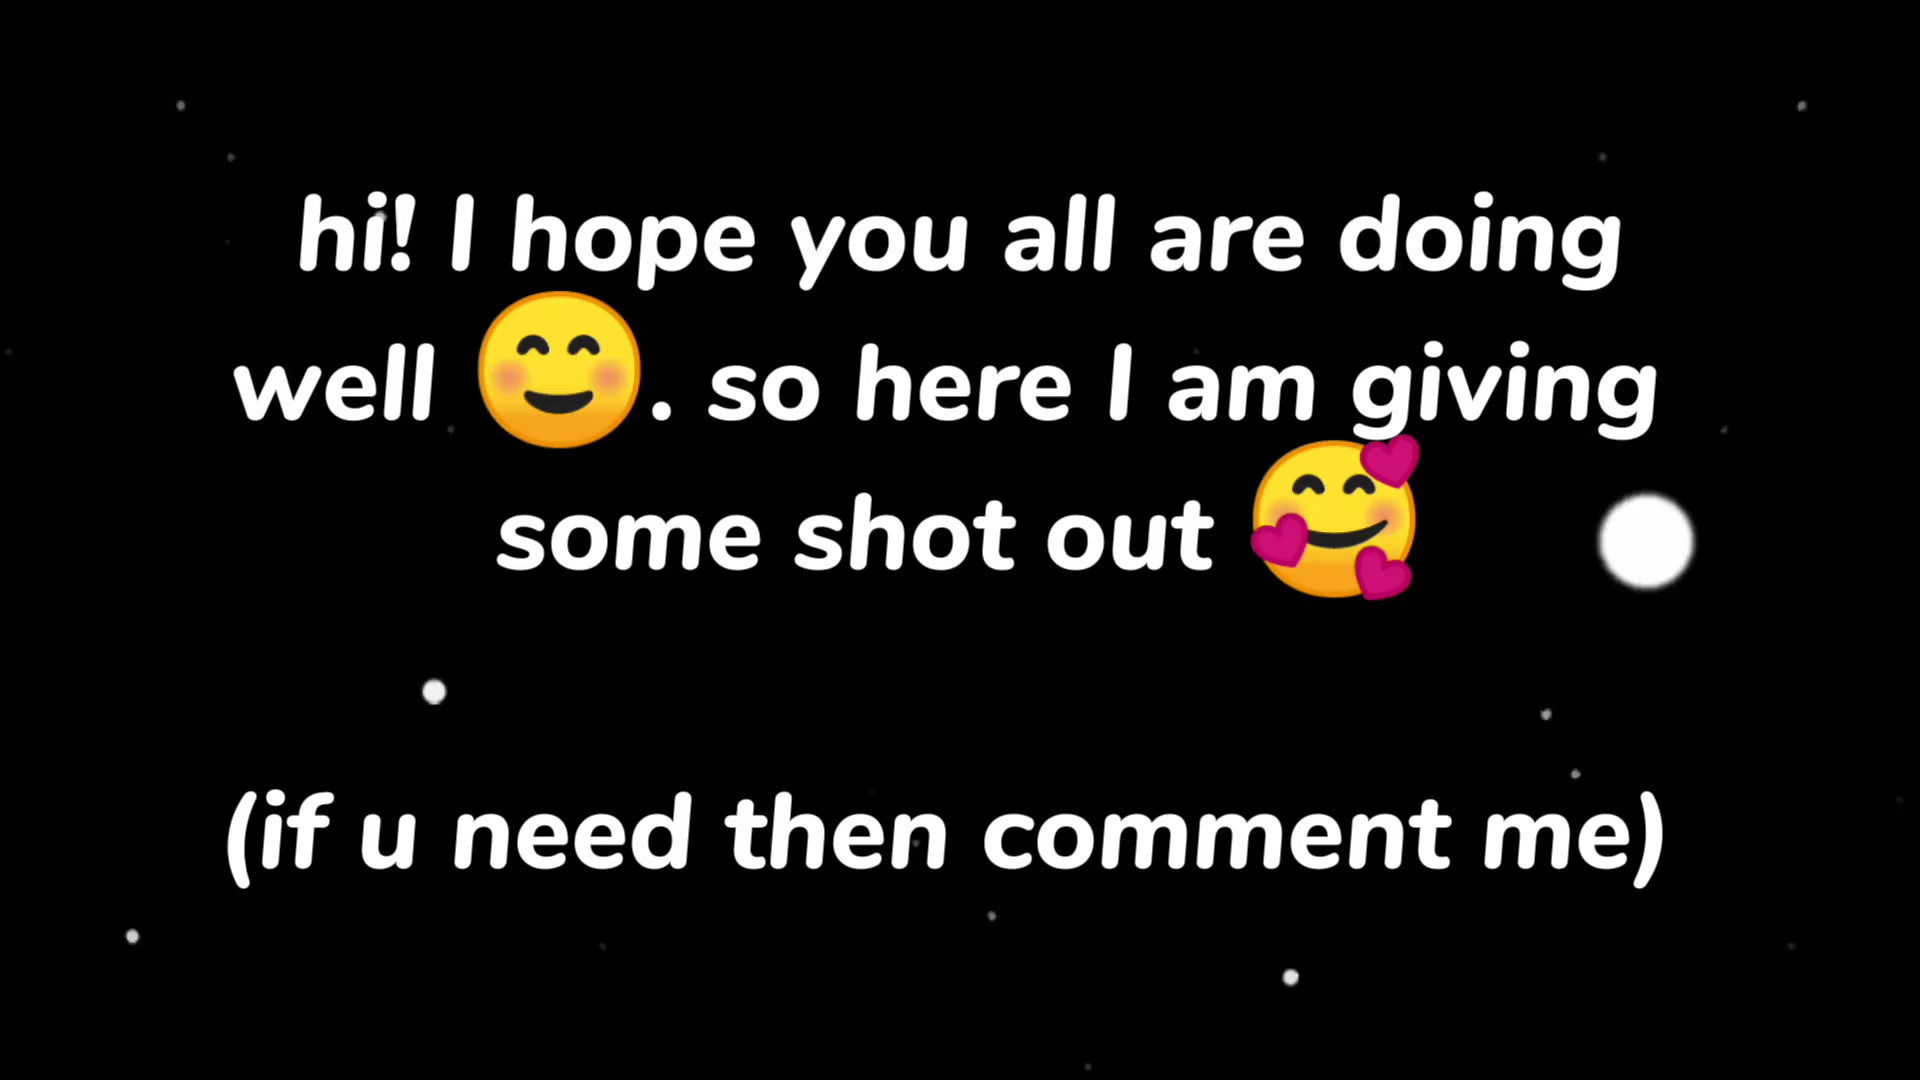 hi! I hope you all are doing
well 😊. so here I am giving
some shot out 🥰
(if u need then comment me)